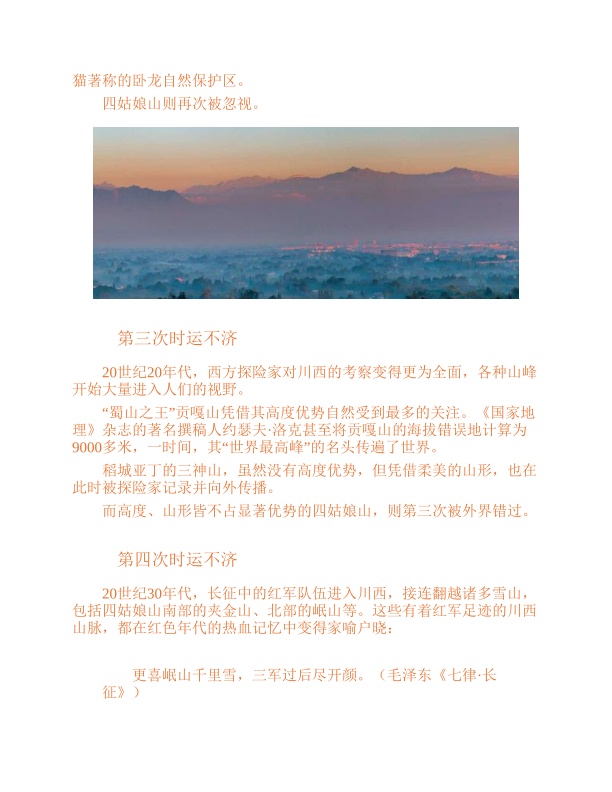 猫著称的卧龙自然保护区。
四姑娘山则再次被忽视。
第三次时运不济
20世纪20年代，西方探险家对川西的考察变得更为全面，各种山峰
开始大量进入人们的视野。
“蜀山之王”贡嘎山凭借其高度优势自然受到最多的关注。《国家地
理》杂志的著名撰稿人约瑟夫·洛克甚至将贡嘎山的海拔错误地计算为
9000多米，一时间，其“世界最高峰”的名头传遍了世界。
稻城亚丁的三神山，虽然没有高度优势，但凭借柔美的山形，也在
此时被探险家记录并向外传播。
而高度、山形皆不占显著优势的四姑娘山，则第三次被外界错过。
第四次时运不济
20世纪30年代，长征中的红军队伍进入川西，接连翻越诸多雪山，
包括四姑娘山南部的夹金山、北部的岷山等。这些有着红军足迹的川西
山脉，都在红色年代的热血记忆中变得家喻户晓：
更喜岷山千里雪，三军过后尽开颜。（毛泽东《七律·长
征》）